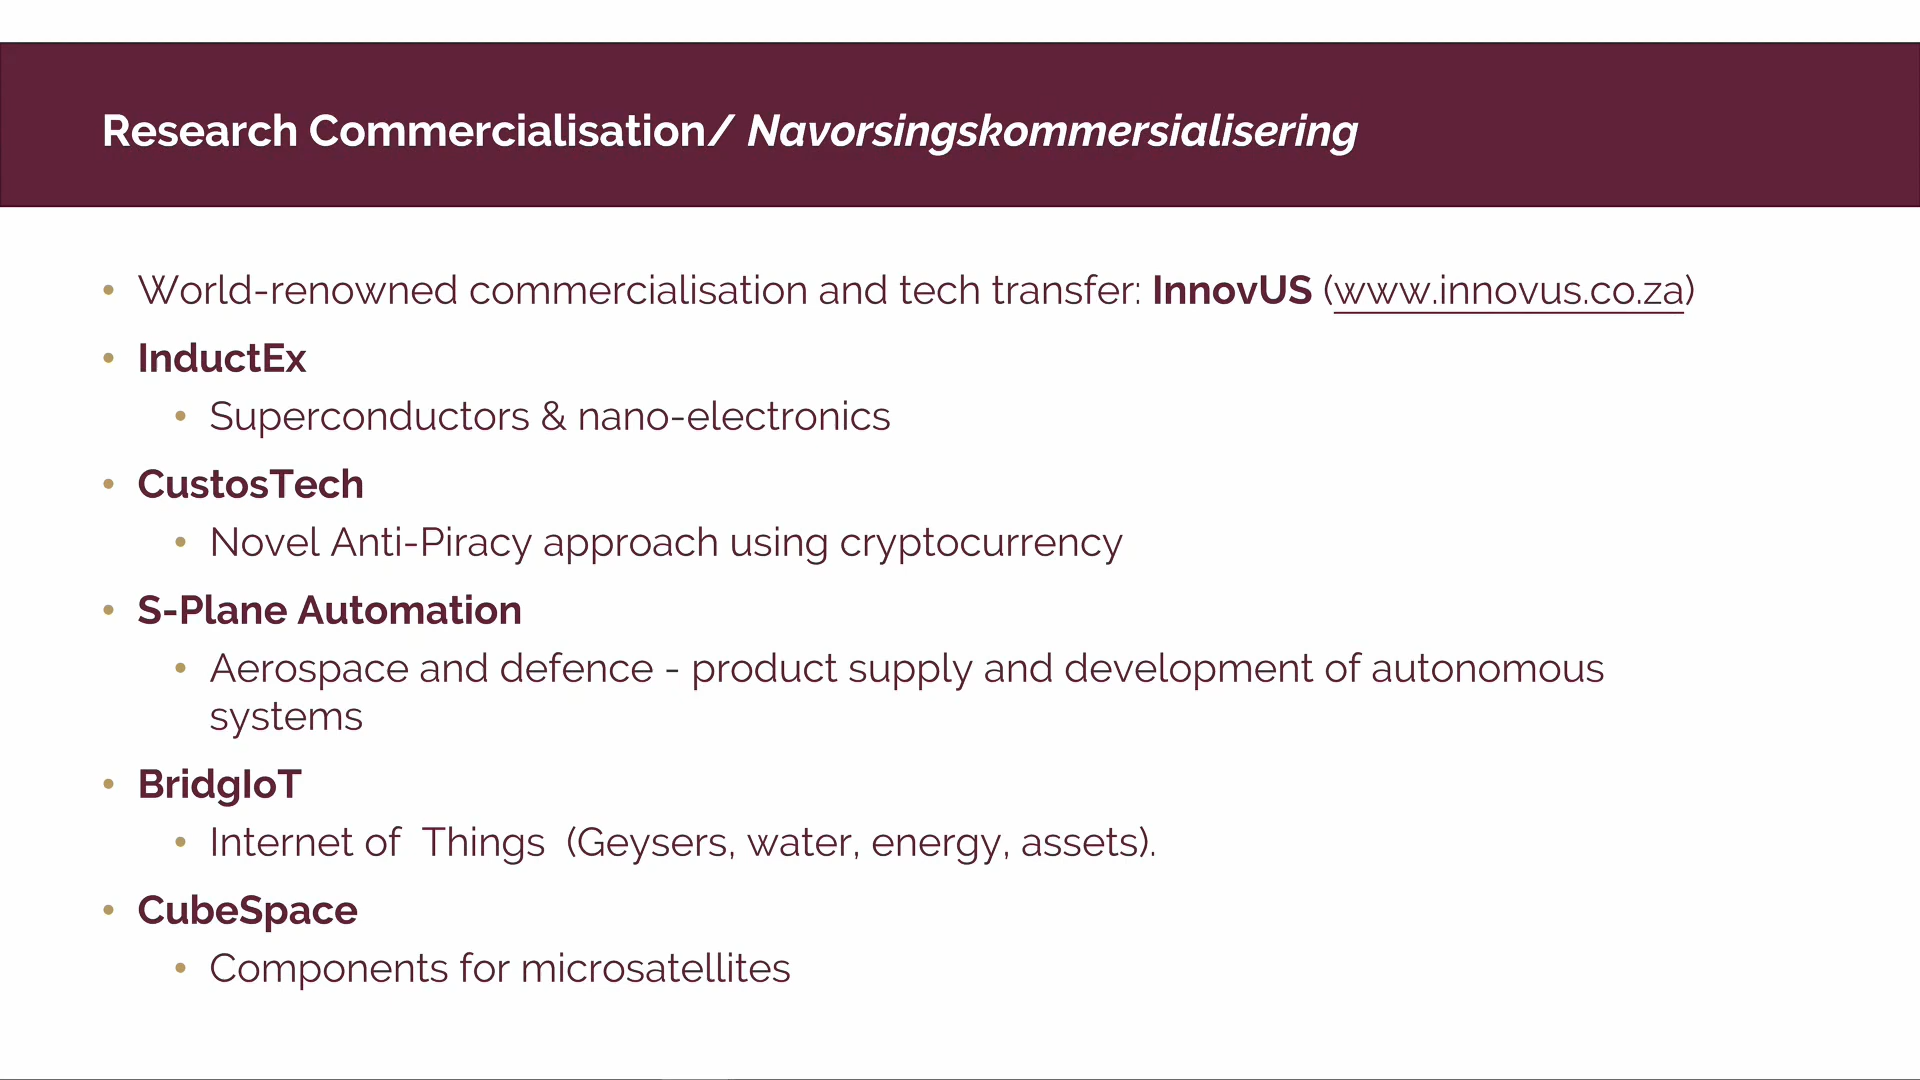 Research Commercialisation/ Navorsingskommersialisering
• World-renowned commercialisation and tech transfer: InnovUS (www.innovus.co.za)
• InductEx
• Superconductors & nano-electronics
• CustosTech
• Novel Anti-Piracy approach using cryptocurrency
• S-Plane Automation
• Aerospace and defence - product supply and development of autonomous
systems
• BridgIoT
• Internet of  Things  (Geysers, water, energy, assets).
• CubeSpace
• Components for microsatellites